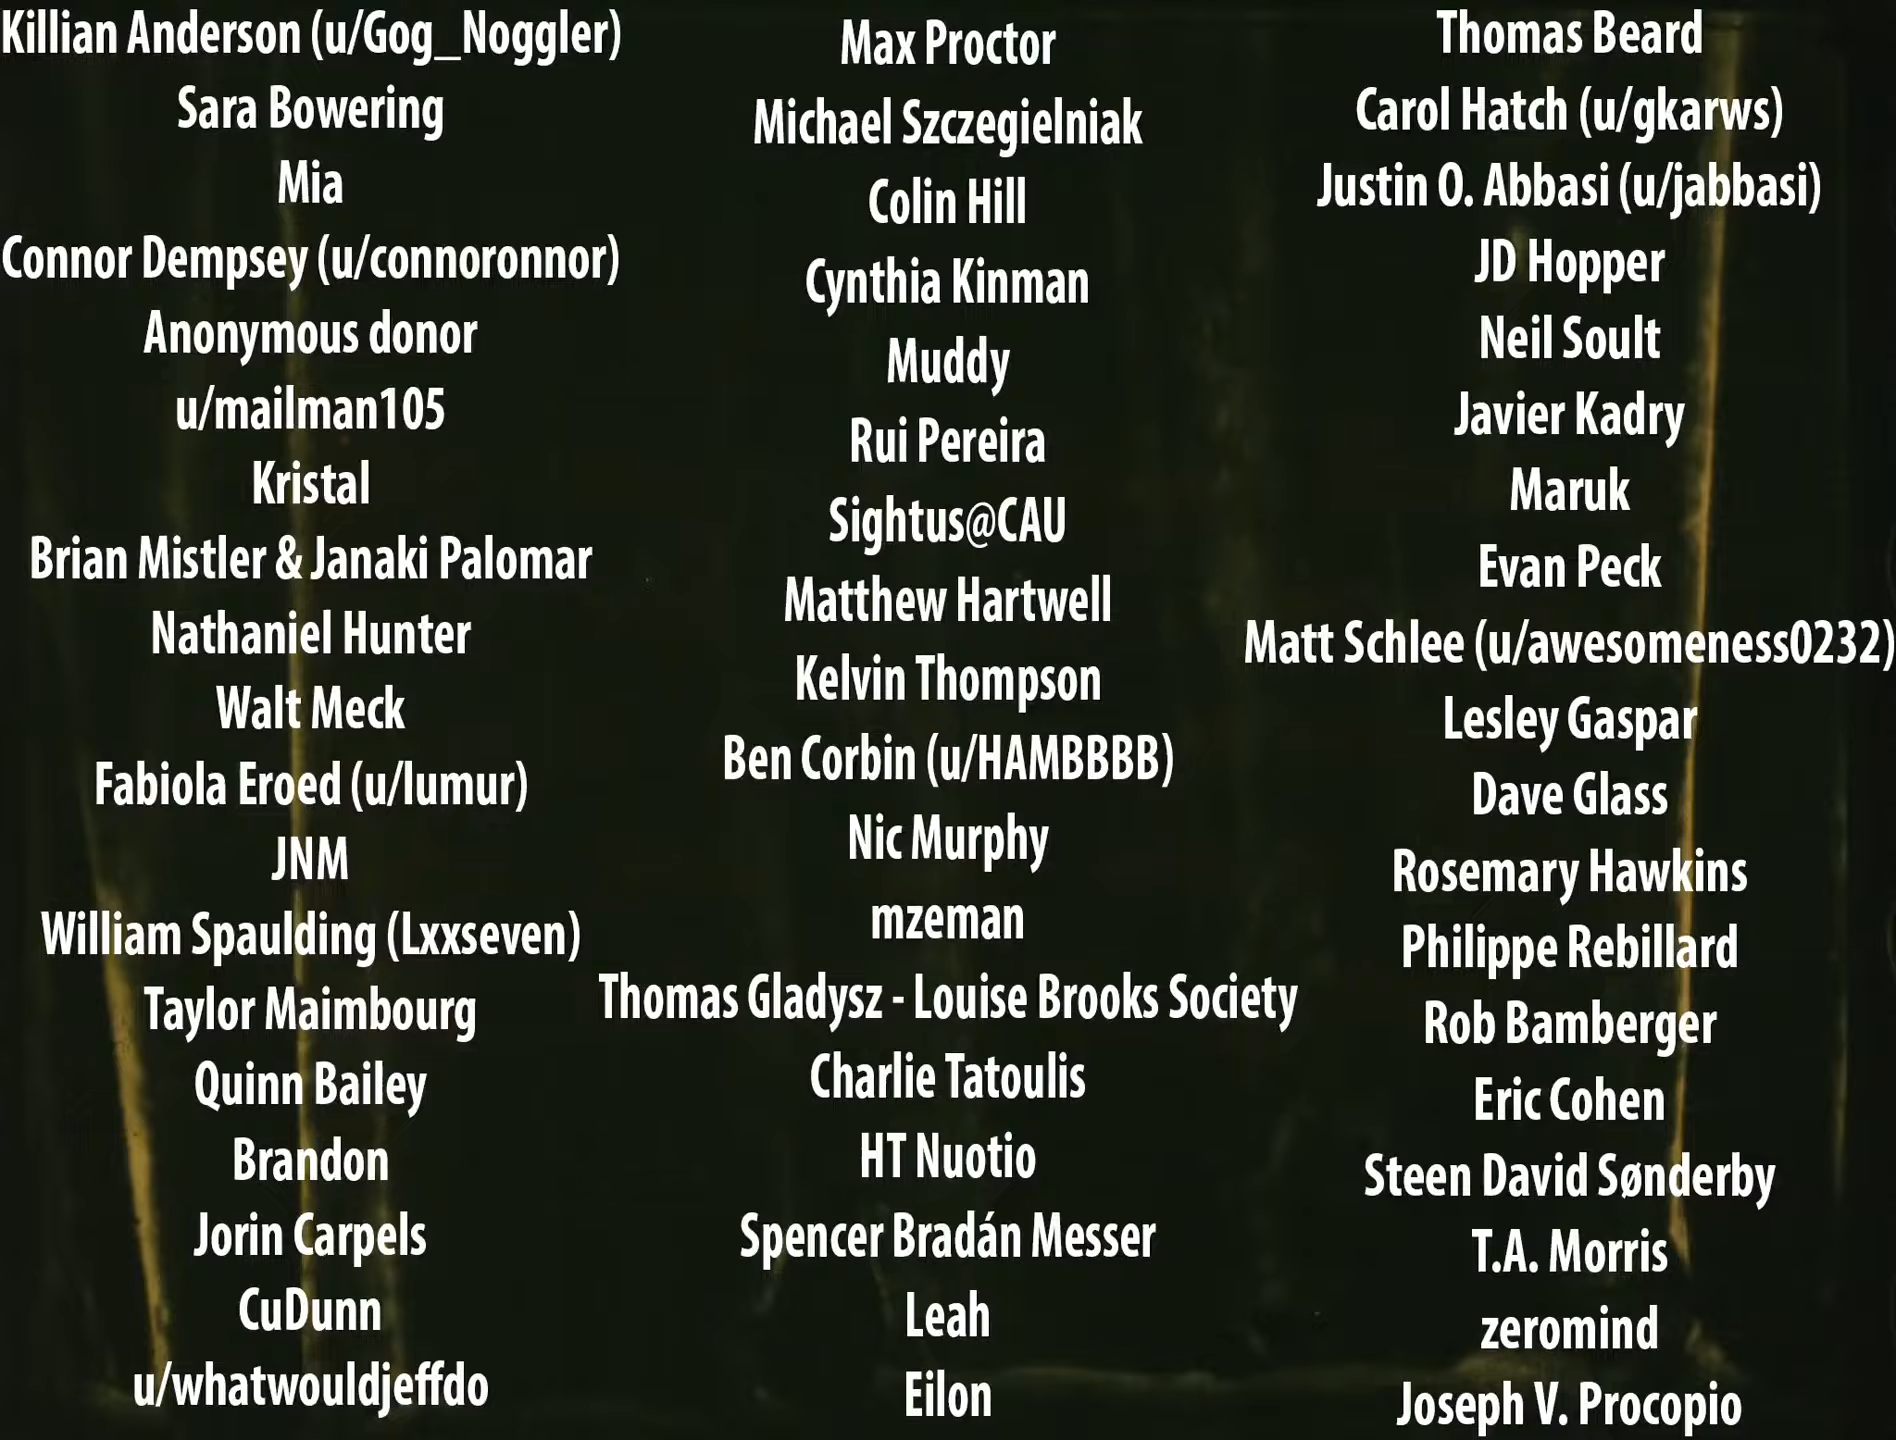 Killian Anderson (u/Gog_Noggler)
Sara Bowering
Mia
Connor Dempsey (u/connoronnor)
Anonymous donor
u/mailman105
Kristal
Brian Mistler & Janaki Palomar
Nathaniel Hunter
Walt Meck
Fabiola Eroed (u/lumur)
JNM
William Spaulding (Lxxseven)
Taylor Maimbourg
Quinn Bailey
Brandon
Jorin Carpels
CuDunn
u/whatwouldjeffdo
Max Proctor
Michael Szczegielniak
Colin Hill
Cynthia Kinman
Muddy
Rui Pereira
Sightus@CAU
Matthew Hartwell
Kelvin Thompson
Ben Corbin (u/HAMBBBB)
Nic Murphy
mzeman
Thomas Gladysz - Louise Brooks Society
Charlie Tatoulis
HT Nuotio
Spencer Bradán Messer
Leah
Eilon
Thomas Beard
Carol Hatch (u/gkarws)
Justin O. Abbasi (u/jabbasi)
JD Hopper
Neil Soult
Javier Kadry
Maruk
Evan Peck
Matt Schlee (u/awesomeness0232)
Lesley Gaspar
Dave Glass
Rosemary Hawkins
Philippe Rebillard
Rob Bamberger
Eric Cohen
Steen David Sønderby
T.A. Morris
zeromind
Joseph V. Procopio